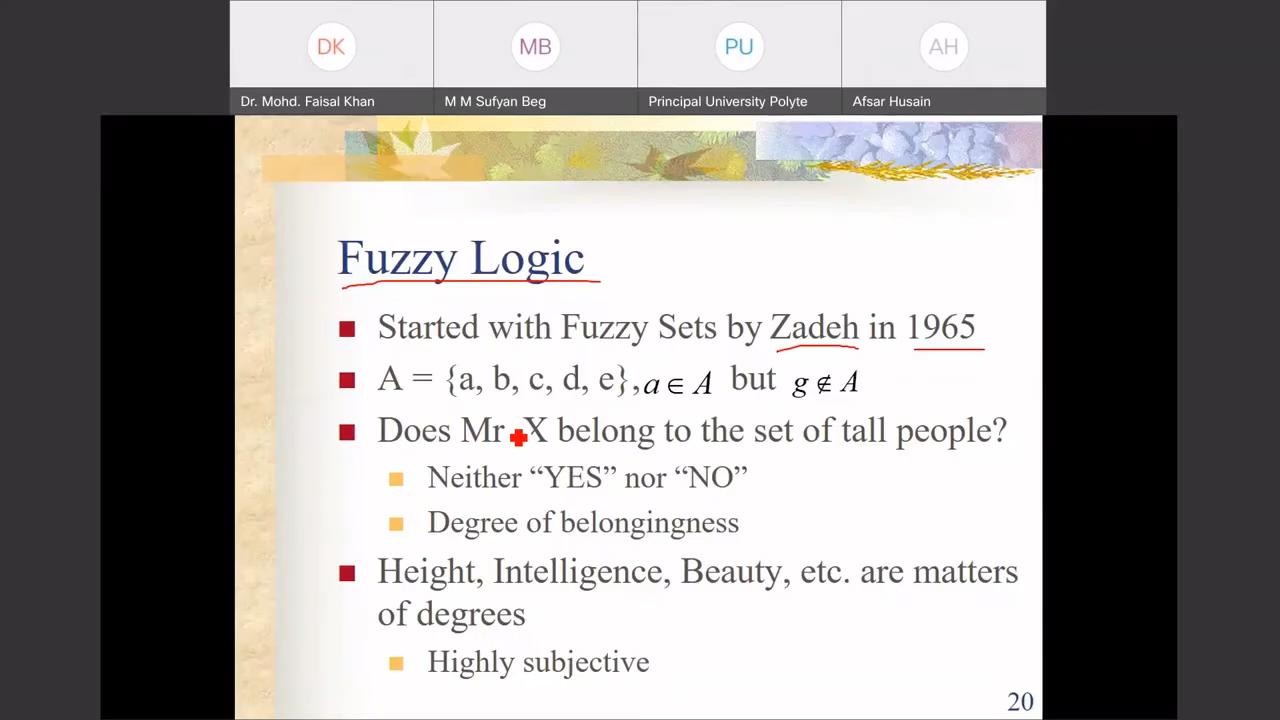 DK
MB
PU
AH
Dr. Mohd. Faisal Khan
M M Sufyan Beg
Principal University Polyte
Afsar Husain
Fuzzy Logic
Started with Fuzzy Sets by Zadeh in 1965
A = {a, b, c, d, e}, a ∈ A but g ∉ A
Does Mr X belong to the set of tall people?
Neither “YES” nor “NO”
Degree of belongingness
Height, Intelligence, Beauty, etc. are matters
of degrees
Highly subjective
20